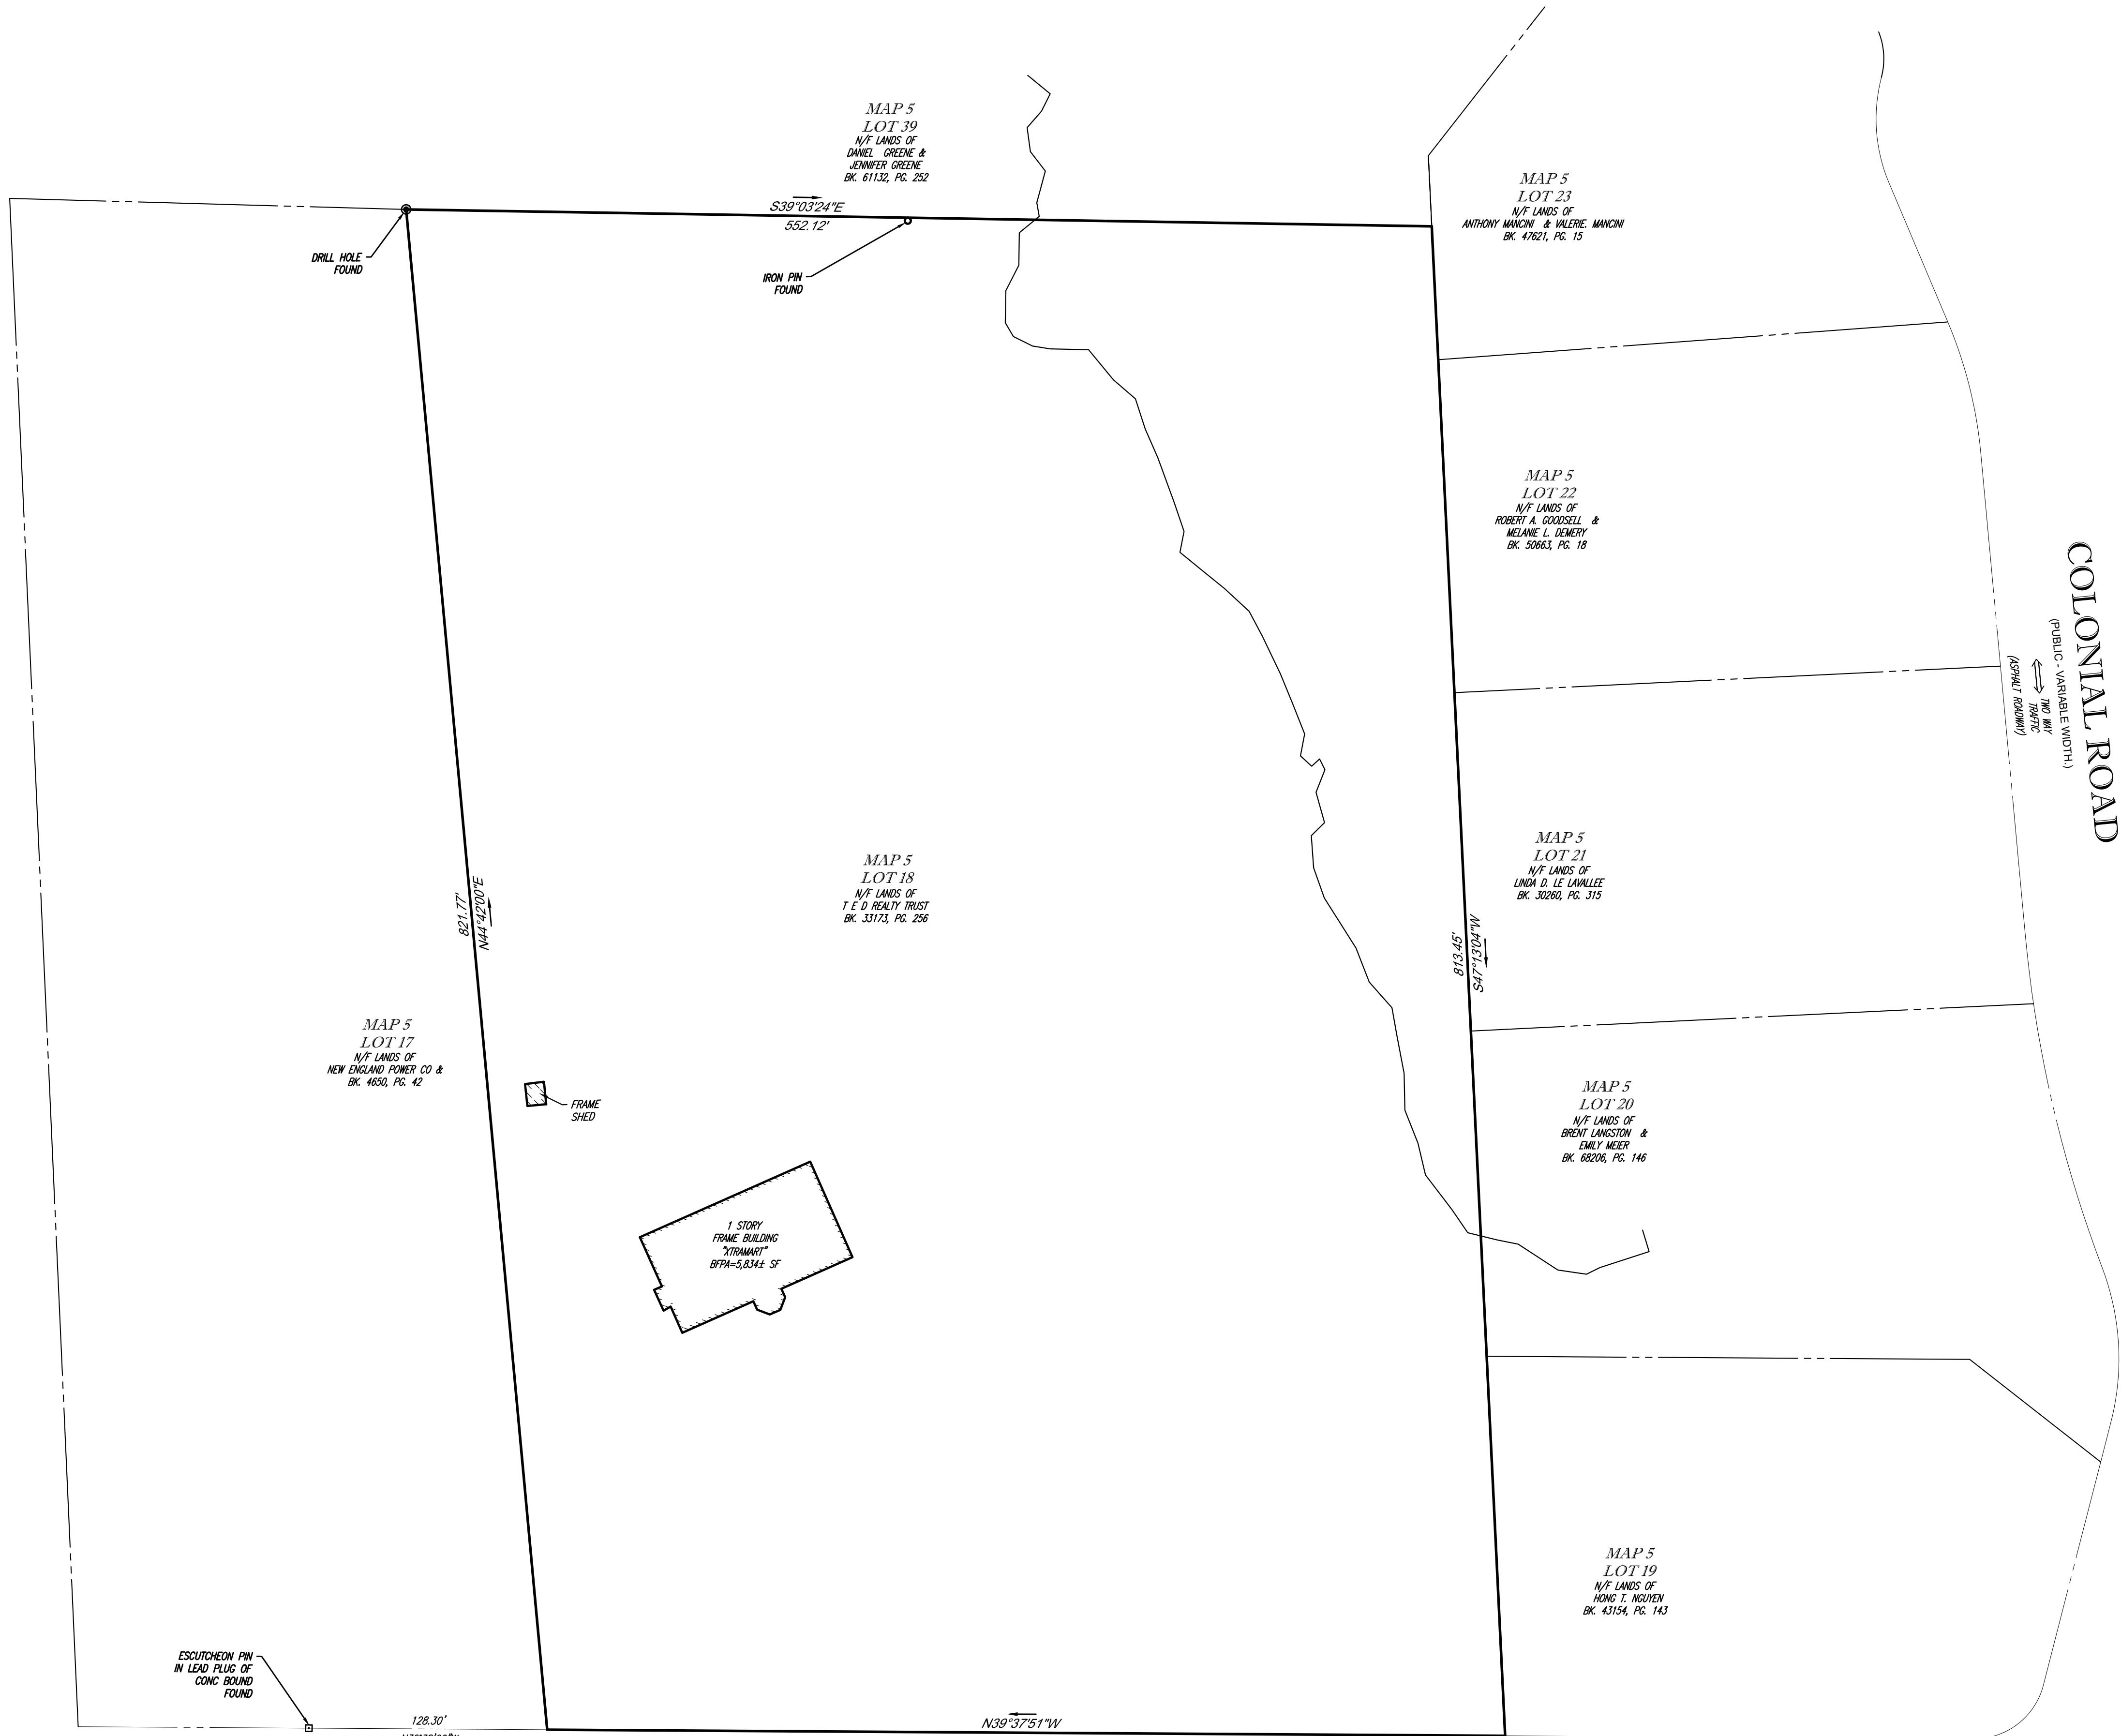 MAP 5
LOT 39
N/F LANDS OF
DANIEL GREENE &
JENNIFER GREENE
BK. 61132, PG. 252
S39°03'24"E
552.12'
DRILL HOLE
FOUND
IRON PIN
FOUND
MAP 5
LOT 23
N/F LANDS OF
ANTHONY MANCINI & VALERIE. MANCINI
BK. 47621, PG. 15
MAP 5
LOT 22
N/F LANDS OF
ROBERT A. GOODSELL &
MELANIE L. DEMERY
BK. 50663, PG. 18
COLONIAL ROAD
(PUBLIC - VARIABLE WIDTH.)
TWO WAY
TRAFFIC
(ASPHALT ROADWAY)
MAP 5
LOT 21
N/F LANDS OF
LINDA D. LE LAVALLEE
BK. 30260, PG. 315
MAP 5
LOT 18
N/F LANDS OF
T E D REALTY TRUST
BK. 33173, PG. 256
821.77'
N44°42'00"E
813.45'
S47°13'04"W
MAP 5
LOT 17
N/F LANDS OF
NEW ENGLAND POWER CO &
BK. 4650, PG. 42
FRAME
SHED
MAP 5
LOT 20
N/F LANDS OF
BRENT LANGSTON &
EMILY MEIER
BK. 68206, PG. 146
1 STORY
FRAME BUILDING
"XTRAMART"
BFPA=5,834± SF
MAP 5
LOT 19
N/F LANDS OF
HONG T. NGUYEN
BK. 43154, PG. 143
ESCUTCHEON PIN
IN LEAD PLUG OF
CONC BOUND
FOUND
128.30'
N39°37'51"W